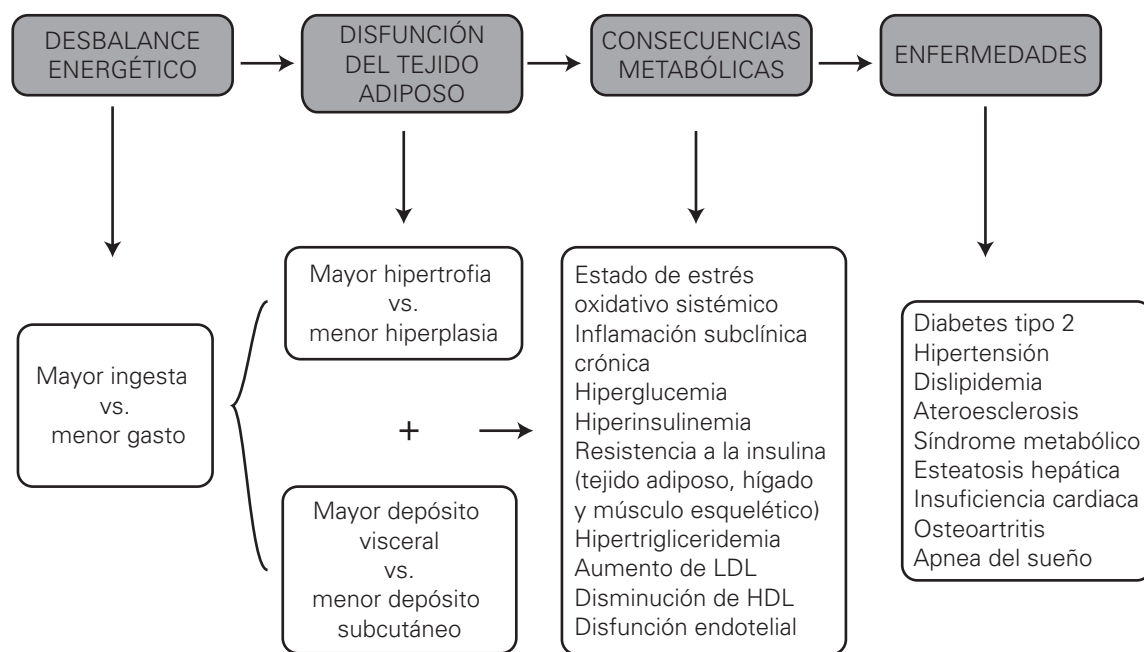 DESBALANCE
ENERGÉTICO
DISFUNCIÓN
DEL TEJIDO
ADIPOSO
CONSECUENCIAS
METABÓLICAS
ENFERMEDADES
Mayor ingesta
vs.
menor gasto
Mayor hipertrofia
vs.
menor hiperplasia
+
Mayor depósito
visceral
vs.
menor depósito
subcutáneo
Estado de estrés
oxidativo sistémico
Inflamación subclínica
crónica
Hiperglucemia
Hiperinsulinemia
Resistencia a la insulina
(tejido adiposo, hígado
y músculo esquelético)
Hipertrigliceridemia
Aumento de LDL
Disminución de HDL
Disfunción endotelial
Diabetes tipo 2
Hipertensión
Dislipidemia
Ateroesclerosis
Síndrome metabólico
Esteatosis hepática
Insuficiencia cardiaca
Osteoartritis
Apnea del sueño